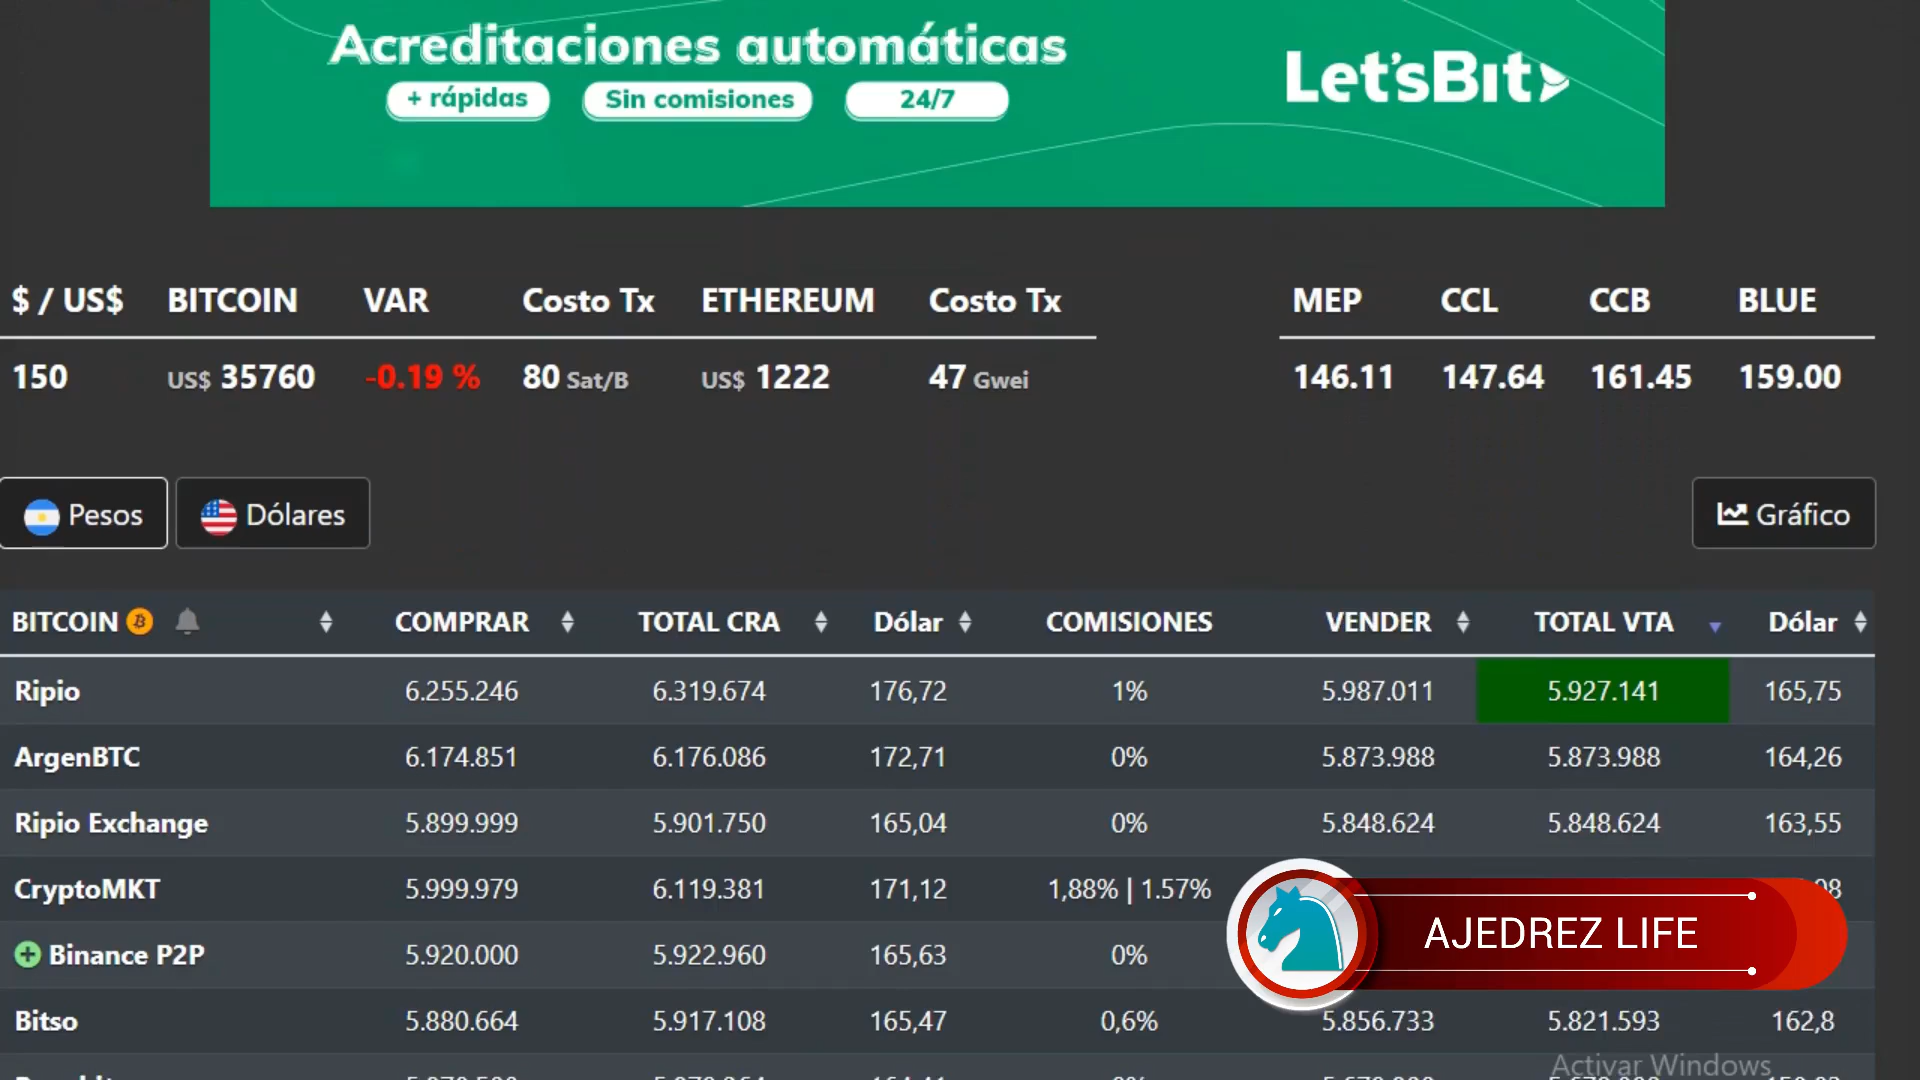 Acreditaciones automáticas
+ rápidas Sin comisiones 24/7
Let'sBit
$ / US$ BITCOIN VAR Costo Tx ETHEREUM Costo Tx MEP CCL CCB BLUE
150 US$ 35760 -0.19 % 80 Sat/B US$ 1222 47 Gwei 146.11 147.64 161.45 159.00
Pesos Dólares Gráfico
BITCOIN COMPRAR TOTAL CRA Dólar COMISIONES VENDER TOTAL VTA Dólar
Ripio 6.255.246 6.319.674 176,72 1% 5.987.011 5.927.141 165,75
ArgenBTC 6.174.851 6.176.086 172,71 0% 5.873.988 5.873.988 164,26
Ripio Exchange 5.899.999 5.901.750 165,04 0% 5.848.624 5.848.624 163,55
CryptoMKT 5.999.979 6.119.381 171,12 1,88% | 1.57%
AJEDREZ LIFE
Binance P2P 5.920.000 5.922.960 165,63 0%
Bitso 5.880.664 5.917.108 165,47 0,6% 5.856.733 5.821.593 162,8
Activar Windows